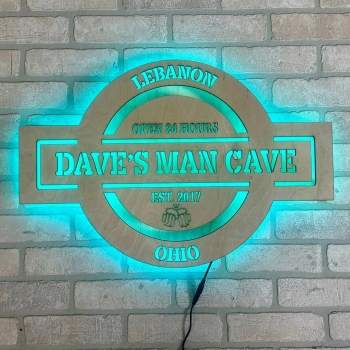 LEBANON
OPEN 24 HOURS
DAVE'S MAN CAVE
EST 2017
OHIO